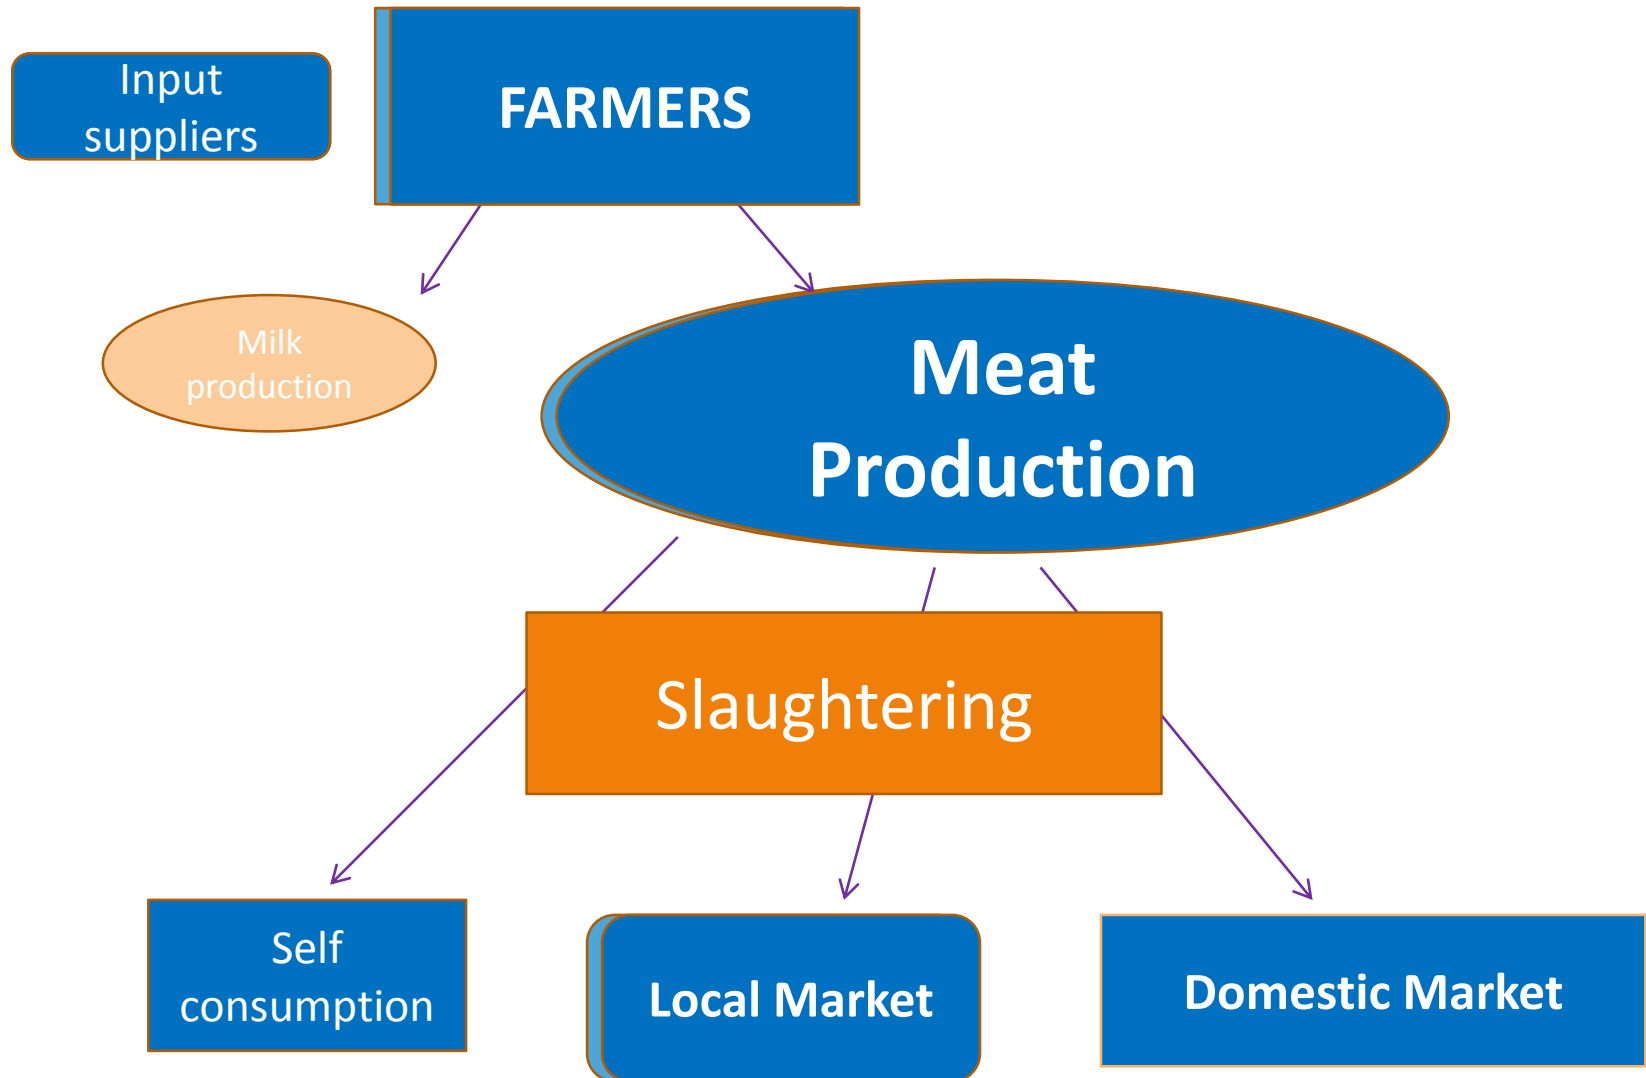 Input
suppliers
FARMERS
Milk
production
Meat
Production
Slaughtering
Self
consumption
Local Market
Domestic Market